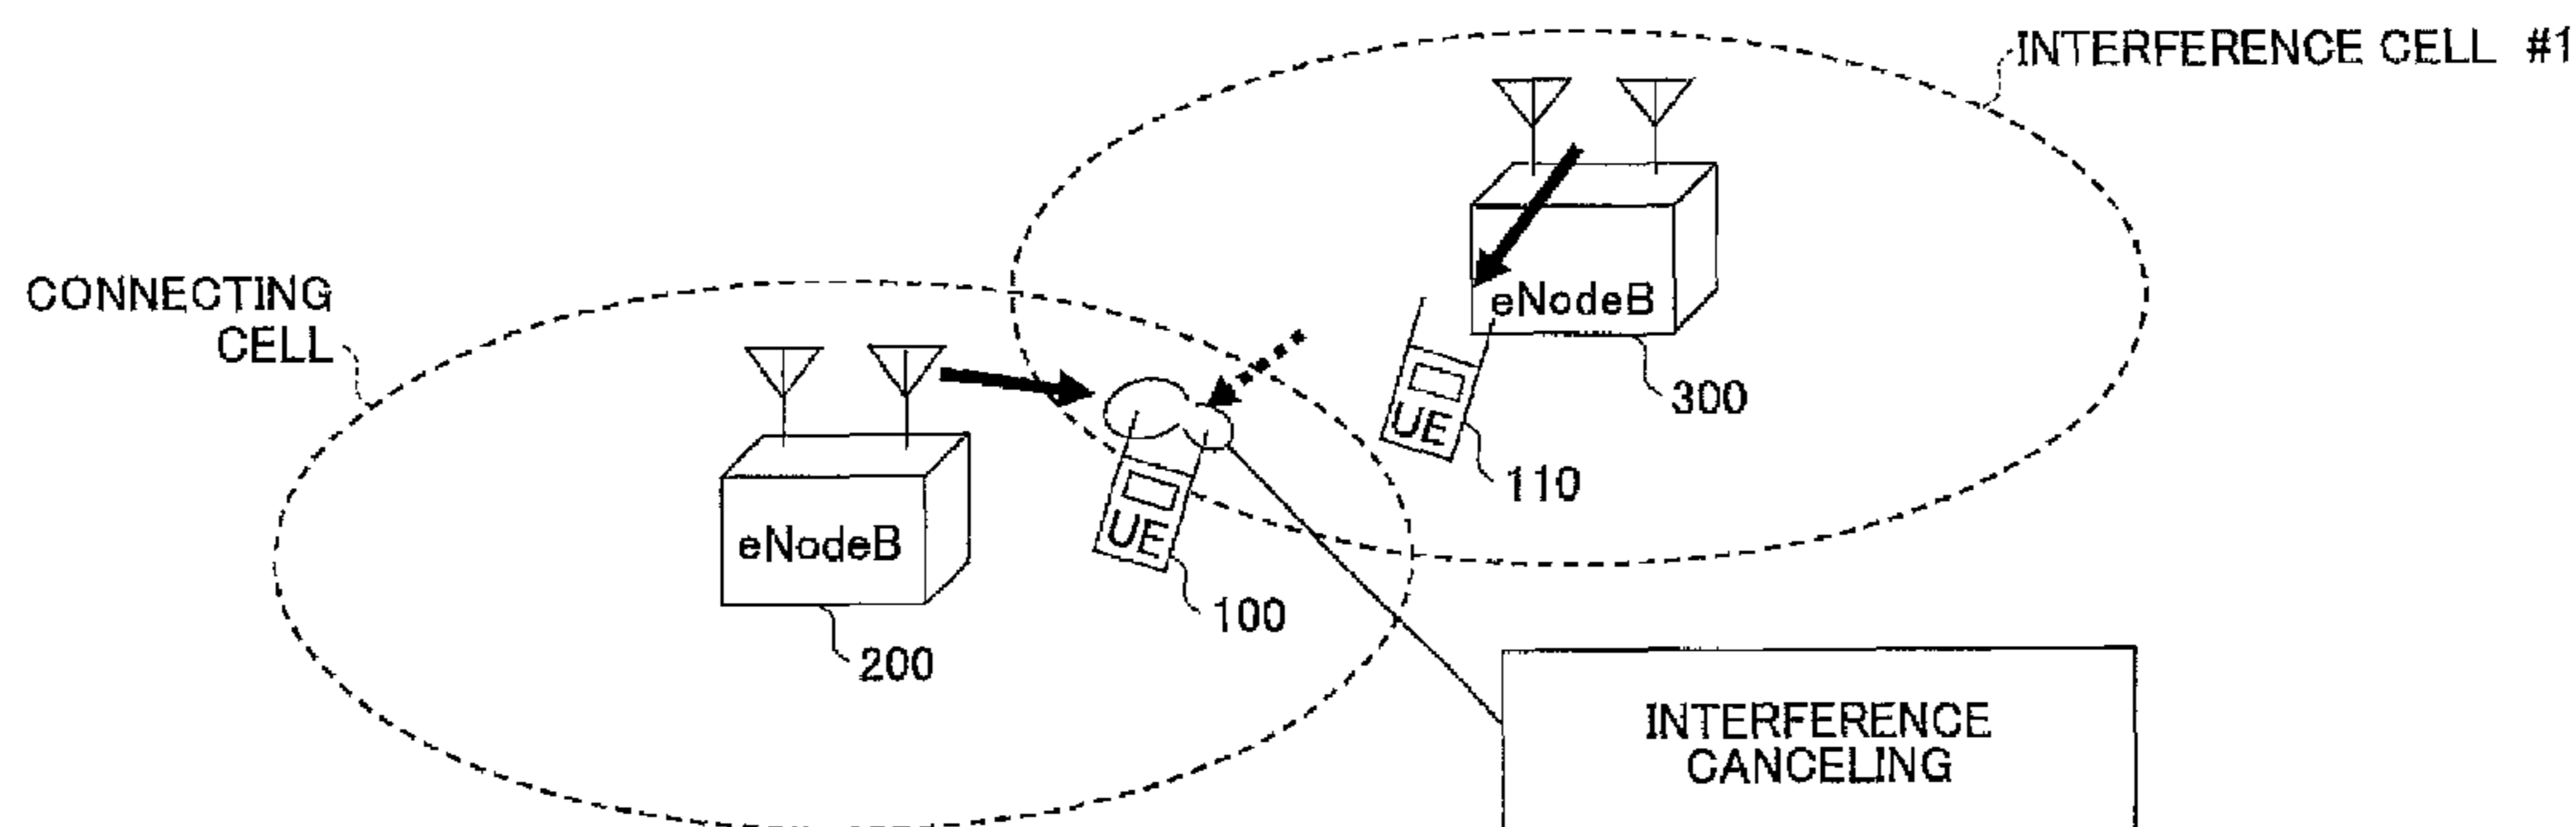 INTERFERENCE CELL #1
CONNECTING
CELL
eNodeB
300
UE
110
eNodeB
UE
100
200
INTERFERENCE
CANCELING